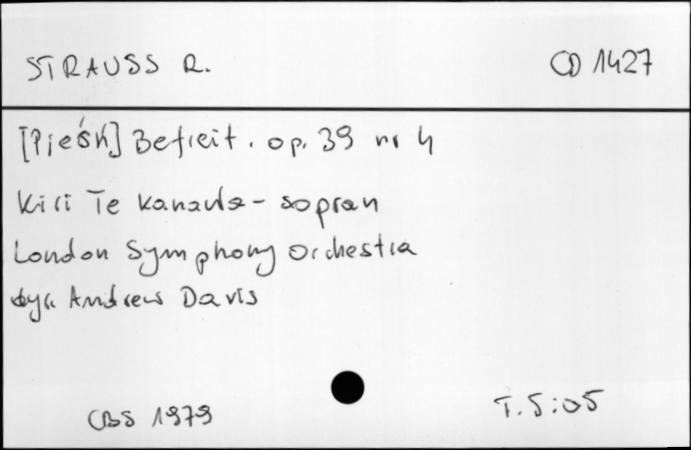 STRAUSS R. CD 1427
[Pieśń] Befreit. op. 39 nr 4
Kiri Te Kanawa - sopran
London Symphony Orchestra
dyr. Andrew Davis
CBS 1979 T. 5:05